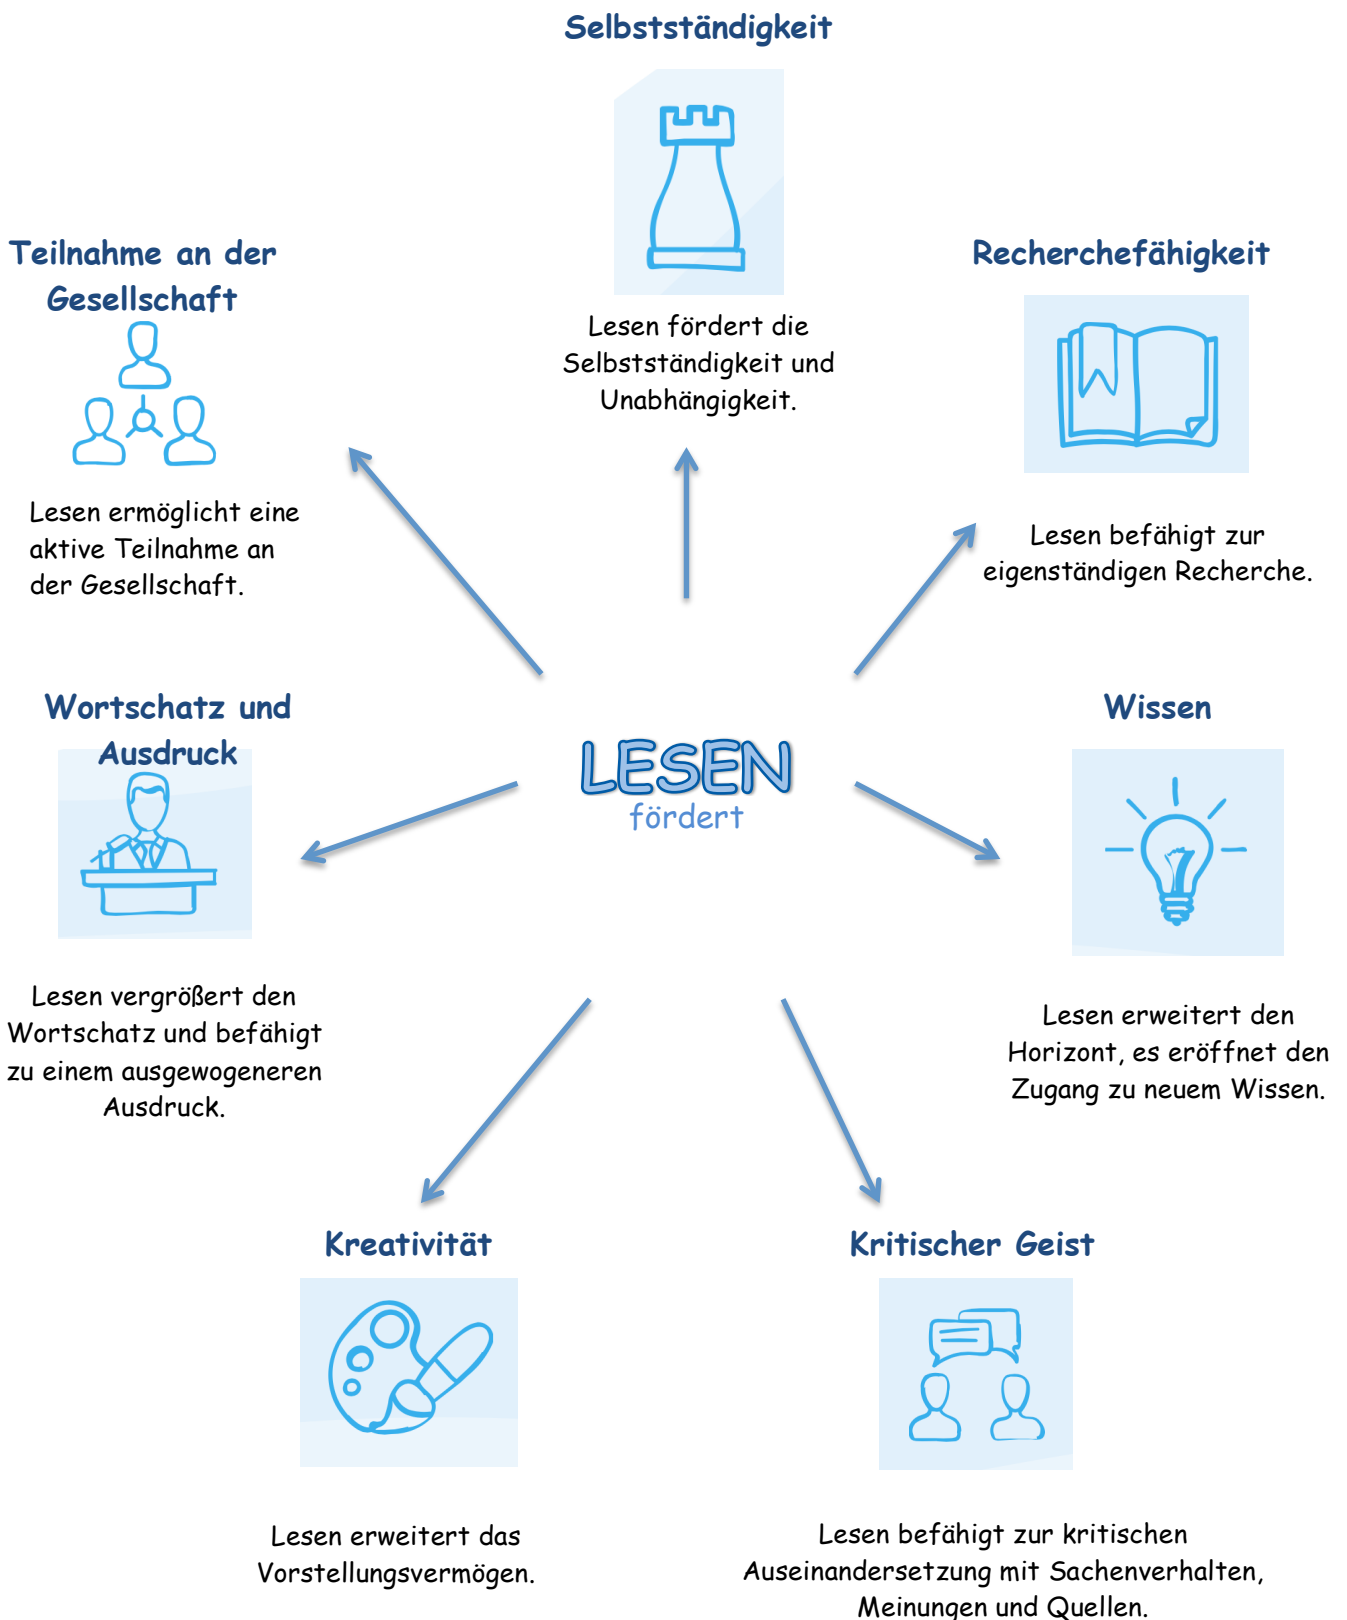 Selbstständigkeit
Lesen fördert die
Selbstständigkeit und
Unabhängigkeit.
Teilnahme an der
Gesellschaft
Lesen ermöglicht eine
aktive Teilnahme an
der Gesellschaft.
Recherchefähigkeit
Lesen befähigt zur
eigenständigen Recherche.
Wortschatz und
Ausdruck
Lesen vergrößert den
Wortschatz und befähigt
zu einem ausgewogeneren
Ausdruck.
LESEN
fördert
Wissen
Lesen erweitert den
Horizont, es eröffnet den
Zugang zu neuem Wissen.
Kreativität
Lesen erweitert das
Vorstellungsvermögen.
Kritischer Geist
Lesen befähigt zur kritischen
Auseinandersetzung mit Sachenverhalten,
Meinungen und Quellen.